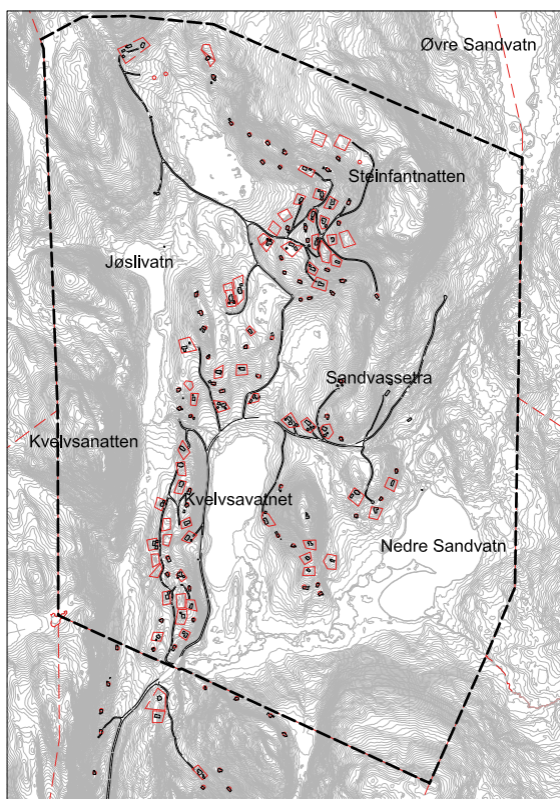 Øvre Sandvatn
Steinfantnatten
Jøslivatn
Sandvassetra
Kvelvsanatten
Kvelvsavatnet
Nedre Sandvatn